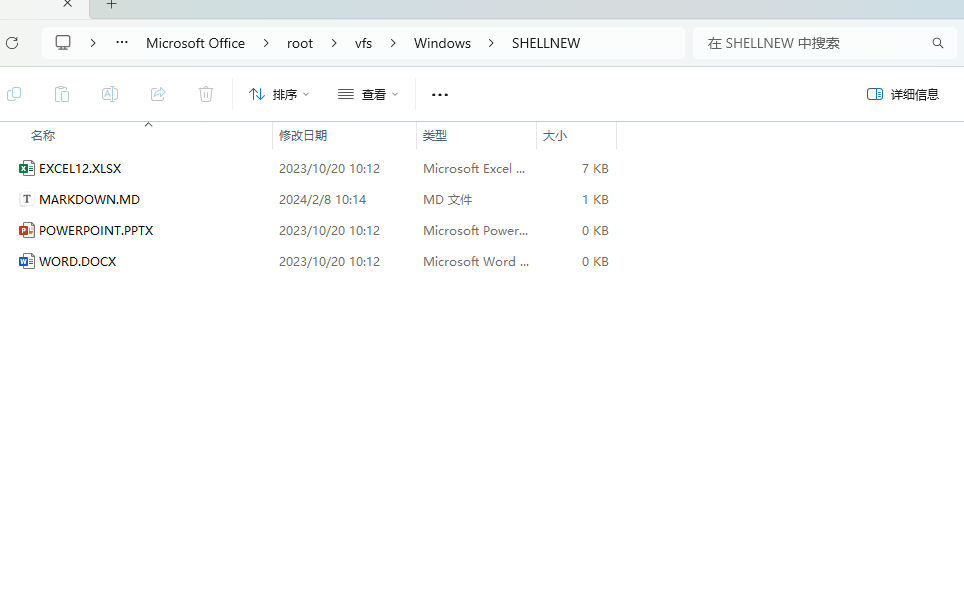 Microsoft Office > root > vfs > Windows > SHELLNEW
在 SHELLNEW 中搜索
排序 查看 ··· 详细信息
名称 修改日期 类型 大小
EXCEL12.XLSX 2023/10/20 10:12 Microsoft Excel ... 7 KB
MARKDOWN.MD 2024/2/8 10:14 MD 文件 1 KB
POWERPOINT.PPTX 2023/10/20 10:12 Microsoft Power... 0 KB
WORD.DOCX 2023/10/20 10:12 Microsoft Word ... 0 KB